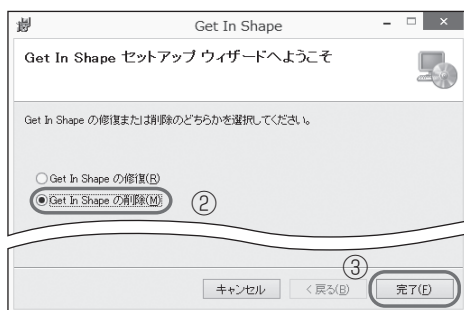 Get In Shape
Get In Shape セットアップ ウィザードへようこそ
Get In Shape の修復または削除のどちらかを選択してください。
Get In Shape の修復(R)
Get In Shape の削除(M)
②
③
キャンセル
< 戻る(B)
完了(F)